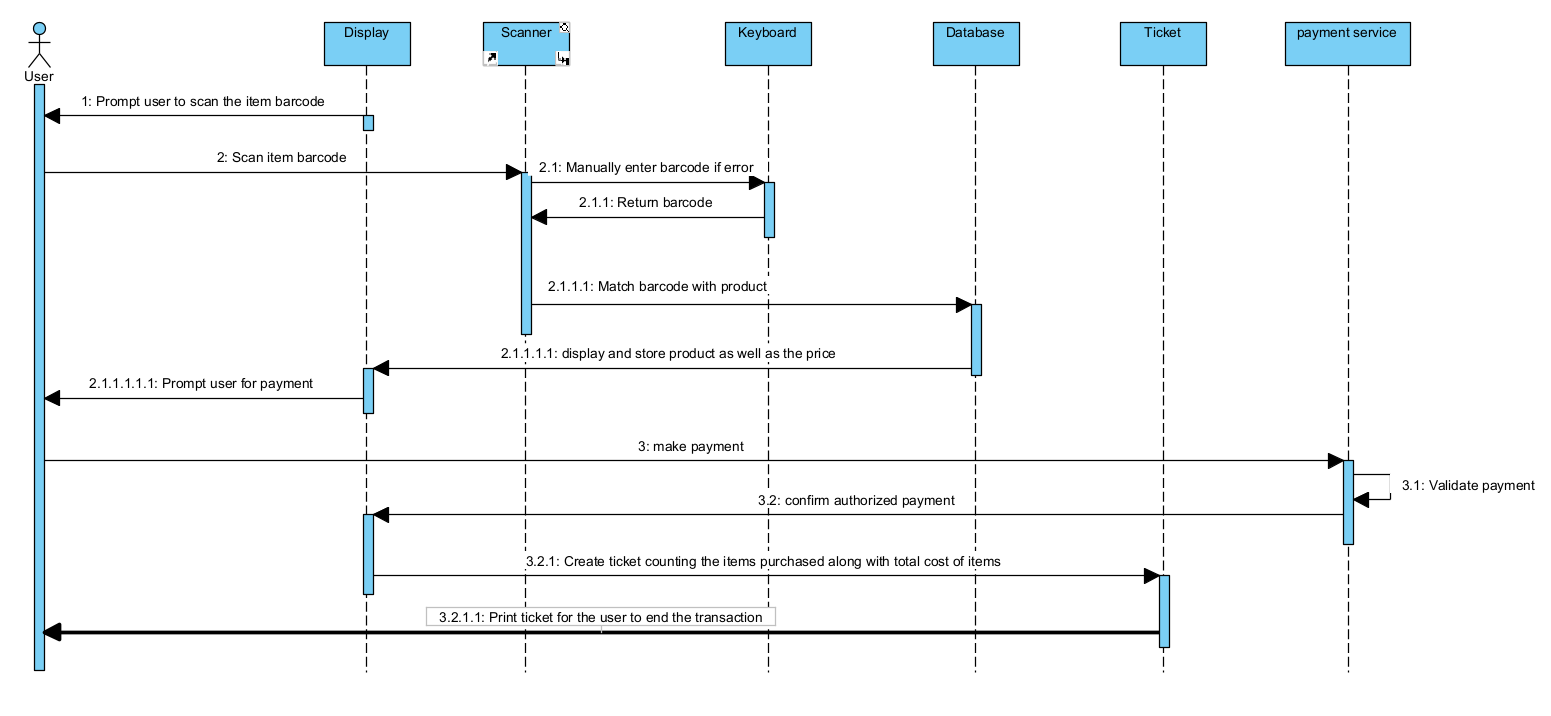 User
Display
Scanner
Keyboard
Database
Ticket
payment service
1: Prompt user to scan the item barcode
2: Scan item barcode
2.1: Manually enter barcode if error
2.1.1: Return barcode
2.1.1.1: Match barcode with product
2.1.1.1.1: display and store product as well as the price
2.1.1.1.1.1: Prompt user for payment
3: make payment
3.1: Validate payment
3.2: confirm authorized payment
3.2.1: Create ticket counting the items purchased along with total cost of items
3.2.1.1: Print ticket for the user to end the transaction